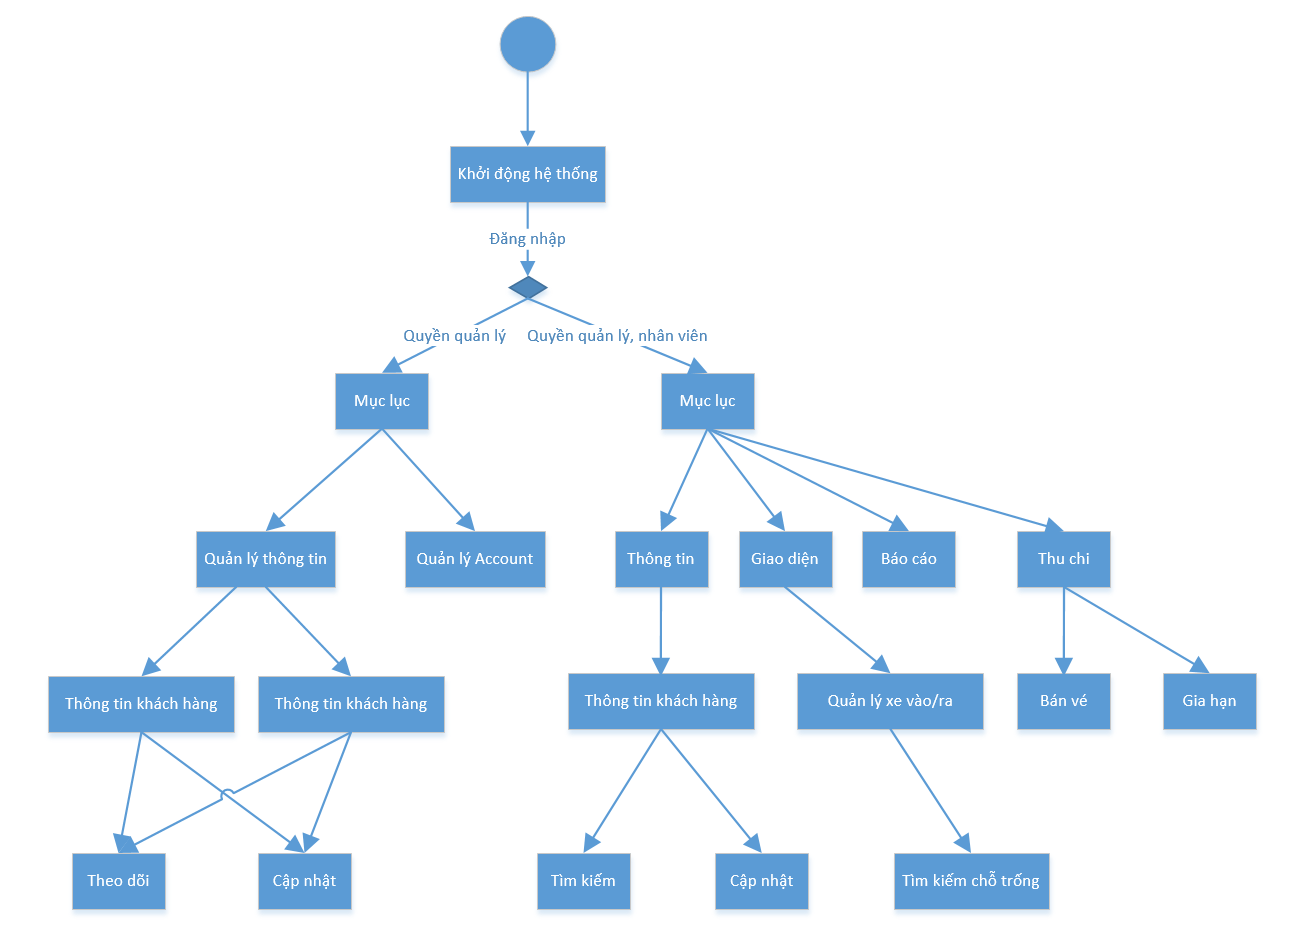 Khởi động hệ thống
Đăng nhập
Quyền quản lý
Quyền quản lý, nhân viên
Mục lục
Mục lục
Quản lý thông tin
Quản lý Account
Thông tin
Giao diện
Báo cáo
Thu chi
Thông tin khách hàng
Thông tin khách hàng
Thông tin khách hàng
Quản lý xe vào/ra
Bán vé
Gia hạn
Theo dõi
Cập nhật
Tìm kiếm
Cập nhật
Tìm kiếm chỗ trống